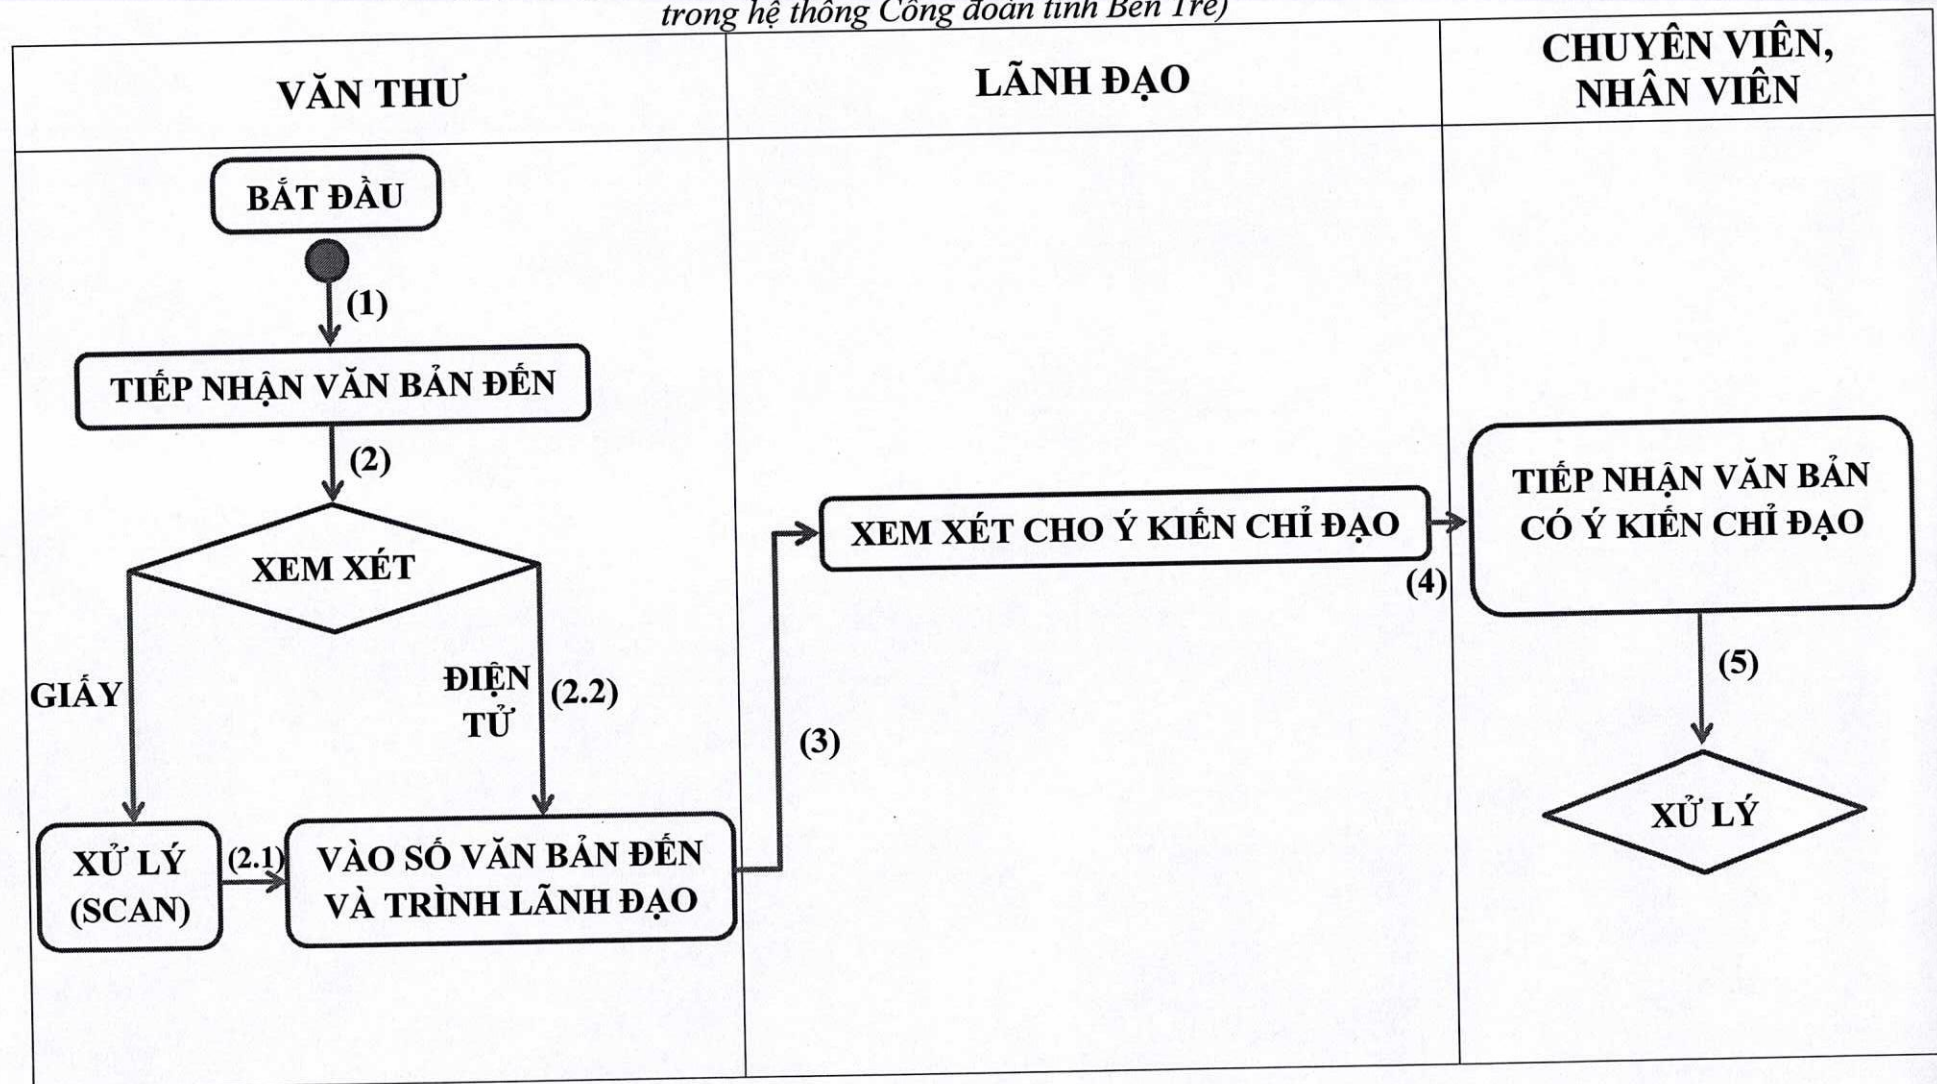 trong hệ thống Công đoàn tỉnh Bến Tre)
VĂN THƯ
LÃNH ĐẠO
CHUYÊN VIÊN,
NHÂN VIÊN
BẮT ĐẦU
(1)
TIẾP NHẬN VĂN BẢN ĐẾN
(2)
XEM XÉT
GIẤY
ĐIỆN
TỬ
(2.2)
XỬ LÝ
(SCAN)
(2.1)
VÀO SỐ VĂN BẢN ĐẾN
VÀ TRÌNH LÃNH ĐẠO
(3)
XEM XÉT CHO Ý KIẾN CHỈ ĐẠO
(4)
TIẾP NHẬN VĂN BẢN
CÓ Ý KIẾN CHỈ ĐẠO
(5)
XỬ LÝ